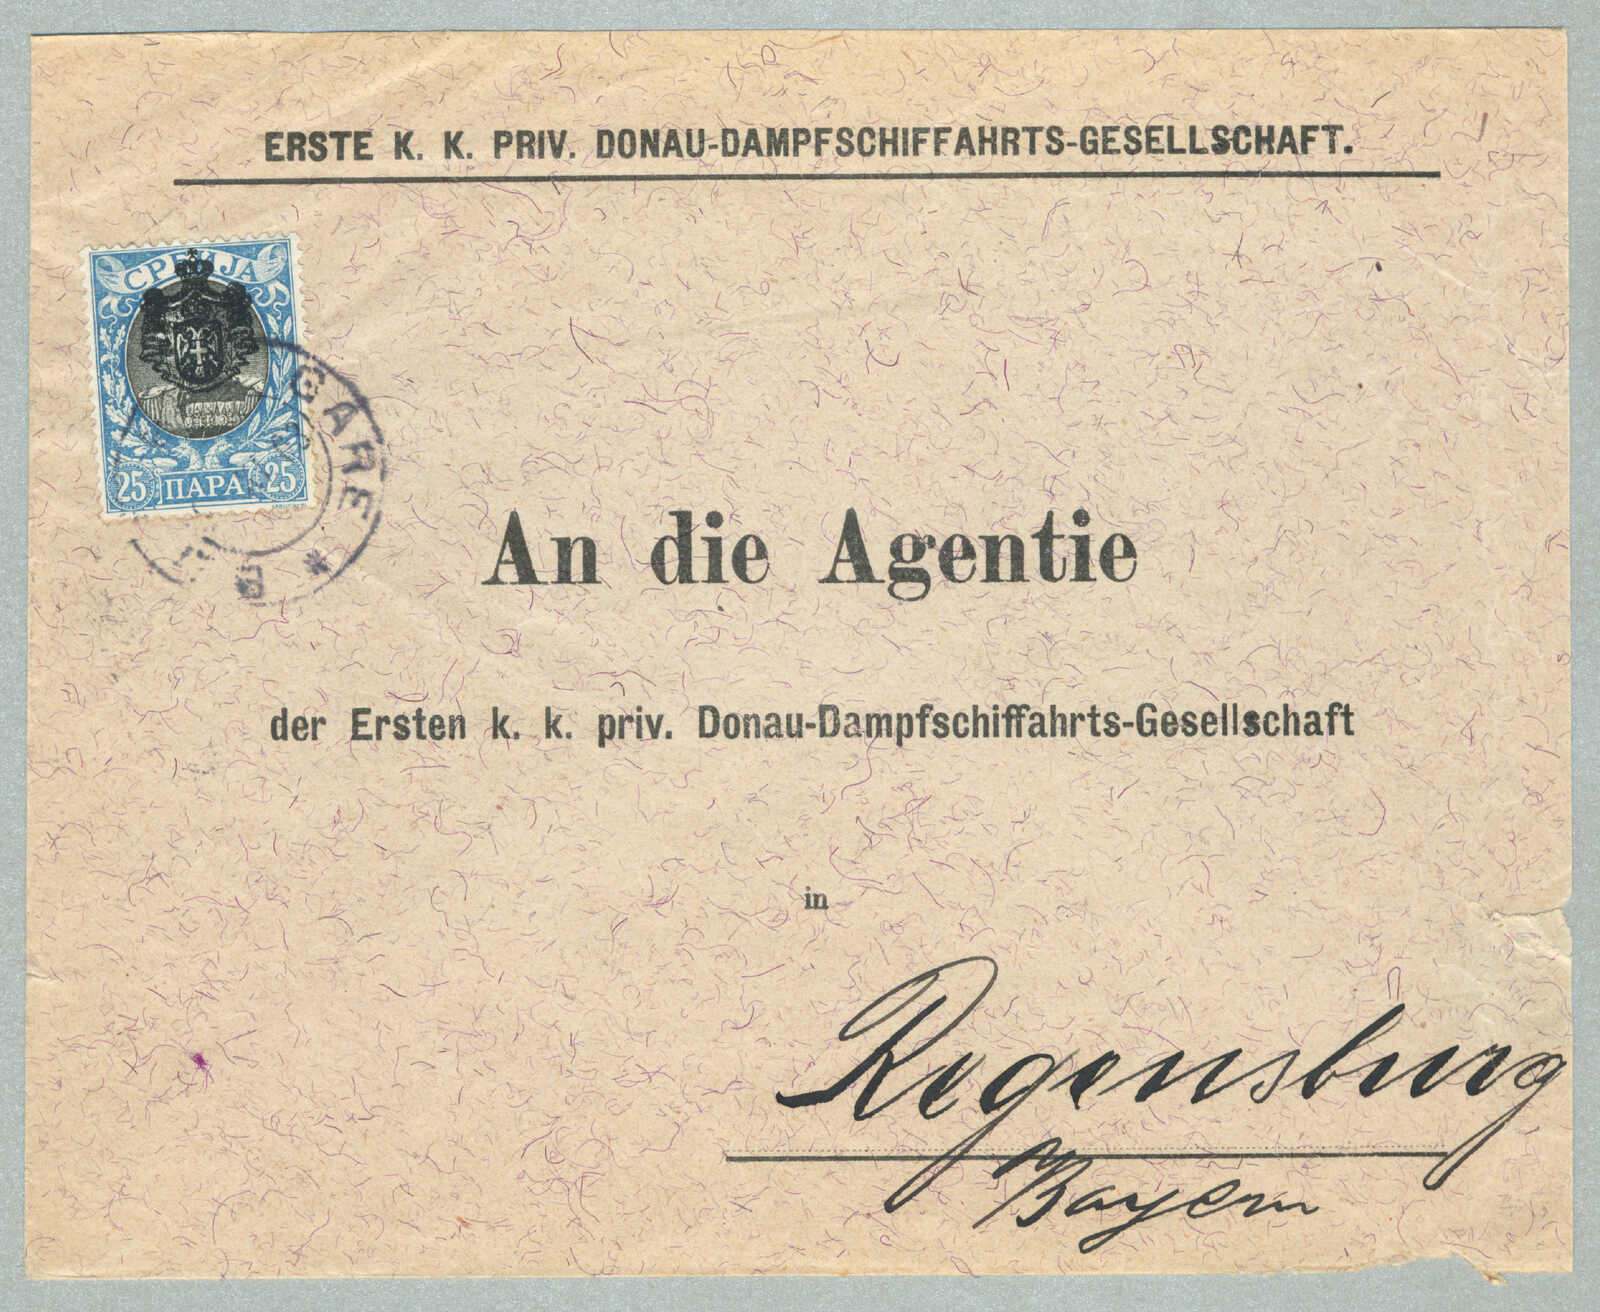 ERSTE K. K. PRIV. DONAU-DAMPFSCHIFFAHRTS-GESELLSCHAFT.
СРБИЈА
25 ПАРА 25
GARE
An die Agentie
der Ersten k. k. priv. Donau-Dampfschiffahrts-Gesellschaft
in
Regensburg
Bayern